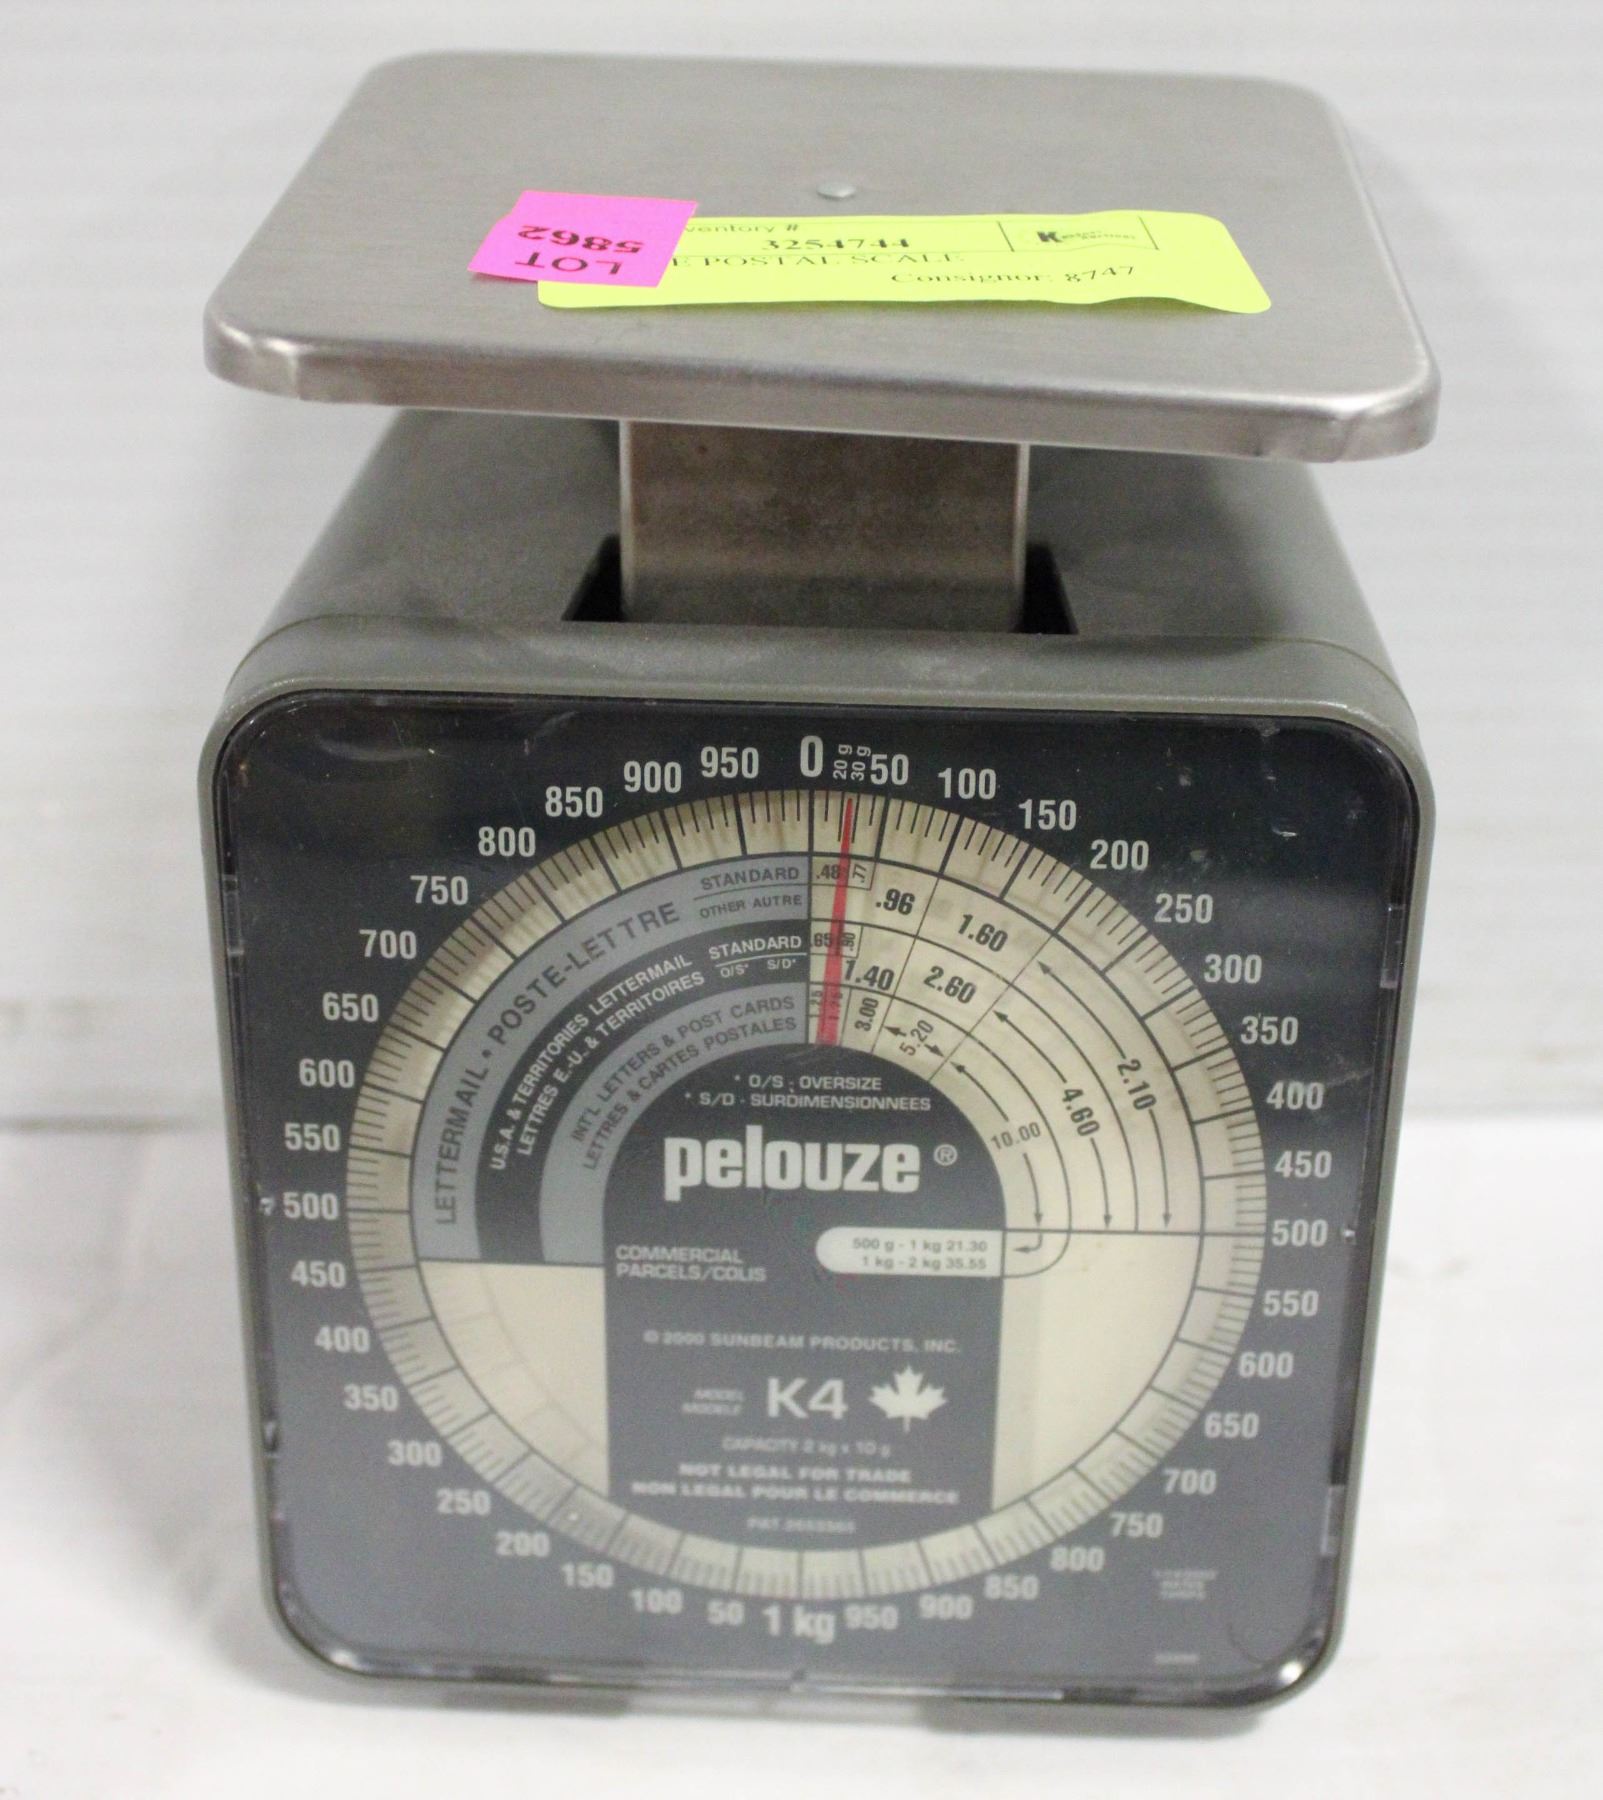 LOT
5862
ventory #
3254744
E POSTAL SCALE
Consignor: 8747
0
20 g
30 g
50
100
150
200
250
300
350
400
450
500
550
600
650
700
750
800
850
900
950
1 kg
50
100
150
200
250
300
350
400
450
500
550
600
650
700
750
800
850
900
950
LETTERMAIL • POSTE-LETTRE
STANDARD
OTHER AUTRE
.48
.77
.96
1.60
2.10
U.S.A. & TERRITORIES LETTERMAIL
LETTRES E.-U. & TERRITOIRES
STANDARD
O/S* S/D*
.65
.90
1.40
2.60
4.60
INT'L LETTERS & POST CARDS
LETTRES & CARTES POSTALES
1.25
3.00
5.20
10.00
* O/S - OVERSIZE
* S/D - SURDIMENSIONNEES
pelouze ®
COMMERCIAL
PARCELS/COLIS
500 g - 1 kg 21.30
1 kg - 2 kg 35.55
© 2000 SUNBEAM PRODUCTS, INC.
MODEL
MODELE
K4
CAPACITY 2 kg x 10 g
NOT LEGAL FOR TRADE
NON LEGAL POUR LE COMMERCE